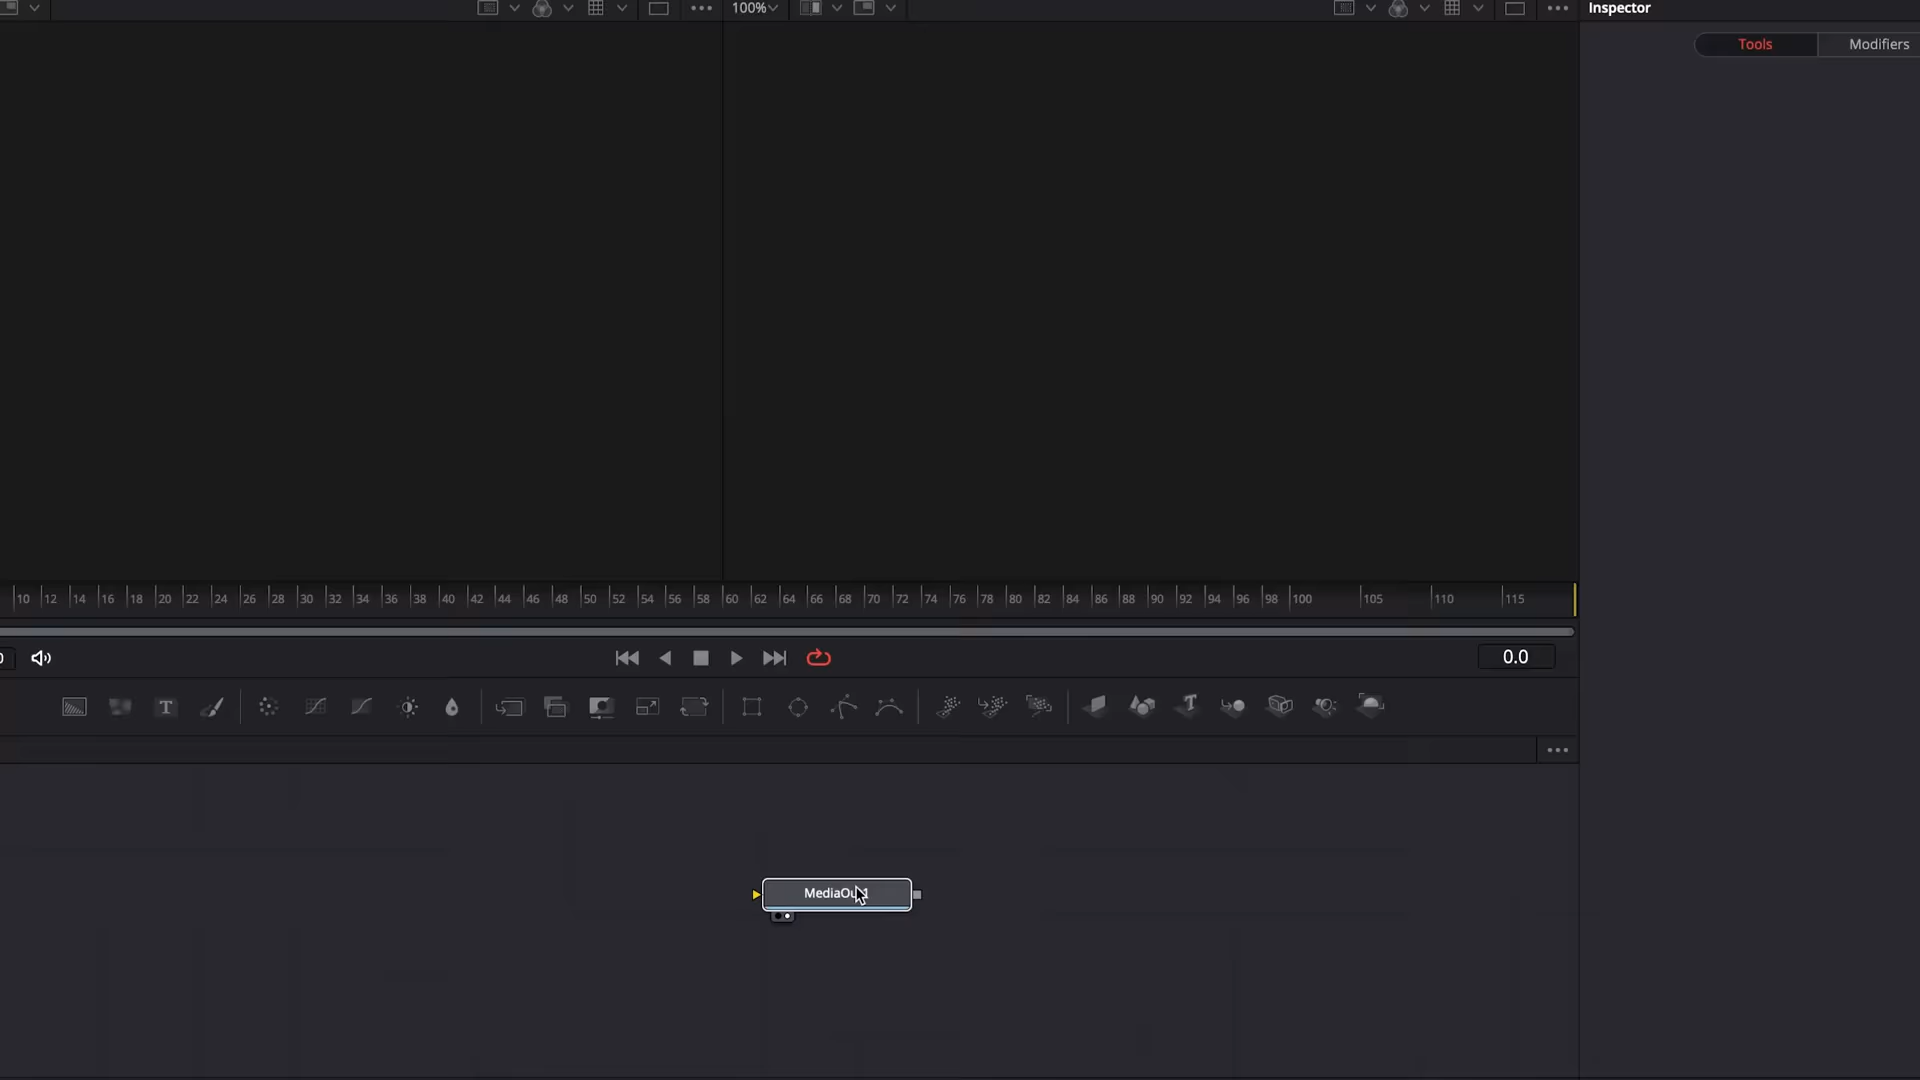 100%
Inspector
Tools
Modifiers
10 12 14 16 18 20 22 24 26 28 30 32 34 36 38 40 42 44 46 48 50 52 54 56 58 60 62 64 66 68 70 72 74 76 78 80 82 84 86 88 90 92 94 96 98 100 105 110 115
0.0
T
T
MediaOut1